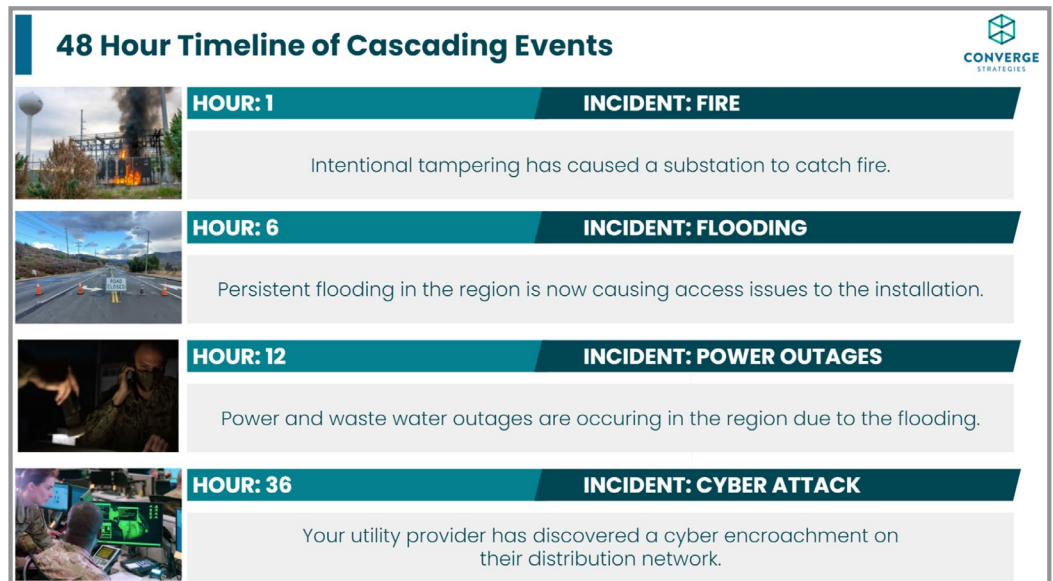 48 Hour Timeline of Cascading Events
CONVERGE
STRATEGIES
HOUR: 1
INCIDENT: FIRE
Intentional tampering has caused a substation to catch fire.
HOUR: 6
INCIDENT: FLOODING
ROAD
CLOSED
Persistent flooding in the region is now causing access issues to the installation.
HOUR: 12
INCIDENT: POWER OUTAGES
Power and waste water outages are occuring in the region due to the flooding.
HOUR: 36
INCIDENT: CYBER ATTACK
Your utility provider has discovered a cyber encroachment on
their distribution network.